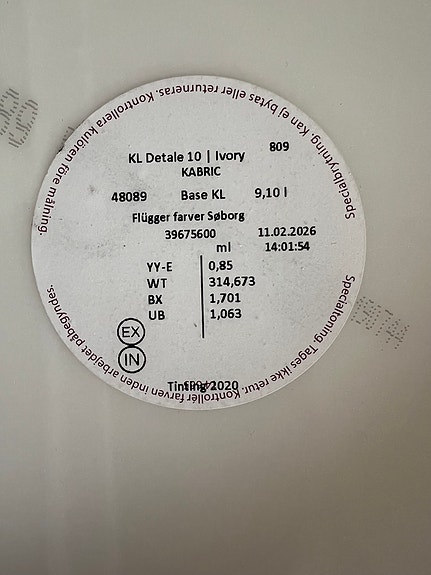 Specialbrytning. Kan ej bytas eller returneras. Kontrollera kulören före målning.
809
KL Detale 10 | Ivory
KABRIC
48089 Base KL 9,10 l
Flügger farver Søborg
39675600 11.02.2026
ml 14:01:54
YY-E 0,85
WT 314,673
BX 1,701
UB 1,063
EX
IN
Tinting 2020
Specialtoning. Tages ikke retur. Kontrollér farven inden arbejdet påbegyndes.